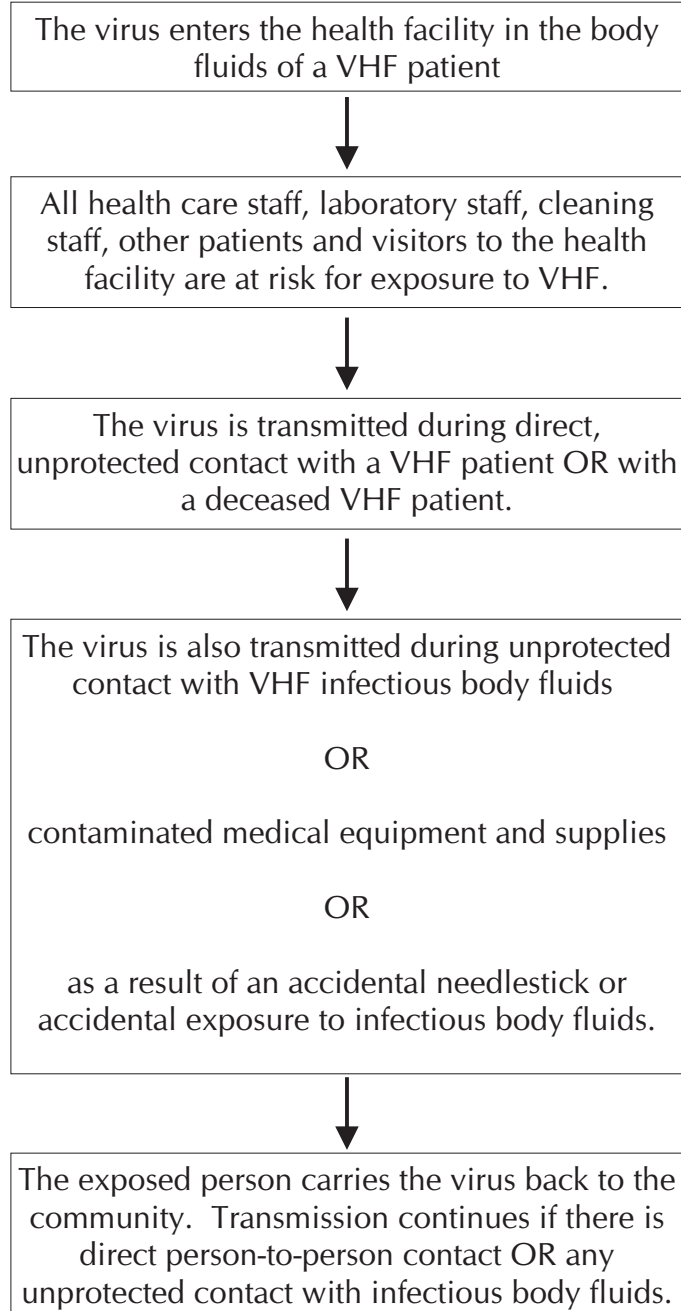 The virus enters the health facility in the body
fluids of a VHF patient
All health care staff, laboratory staff, cleaning
staff, other patients and visitors to the health
facility are at risk for exposure to VHF.
The virus is transmitted during direct,
unprotected contact with a VHF patient OR with
a deceased VHF patient.
The virus is also transmitted during unprotected
contact with VHF infectious body fluids
OR
contaminated medical equipment and supplies
OR
as a result of an accidental needlestick or
accidental exposure to infectious body fluids.
The exposed person carries the virus back to the
community.  Transmission continues if there is
direct person-to-person contact OR any
unprotected contact with infectious body fluids.